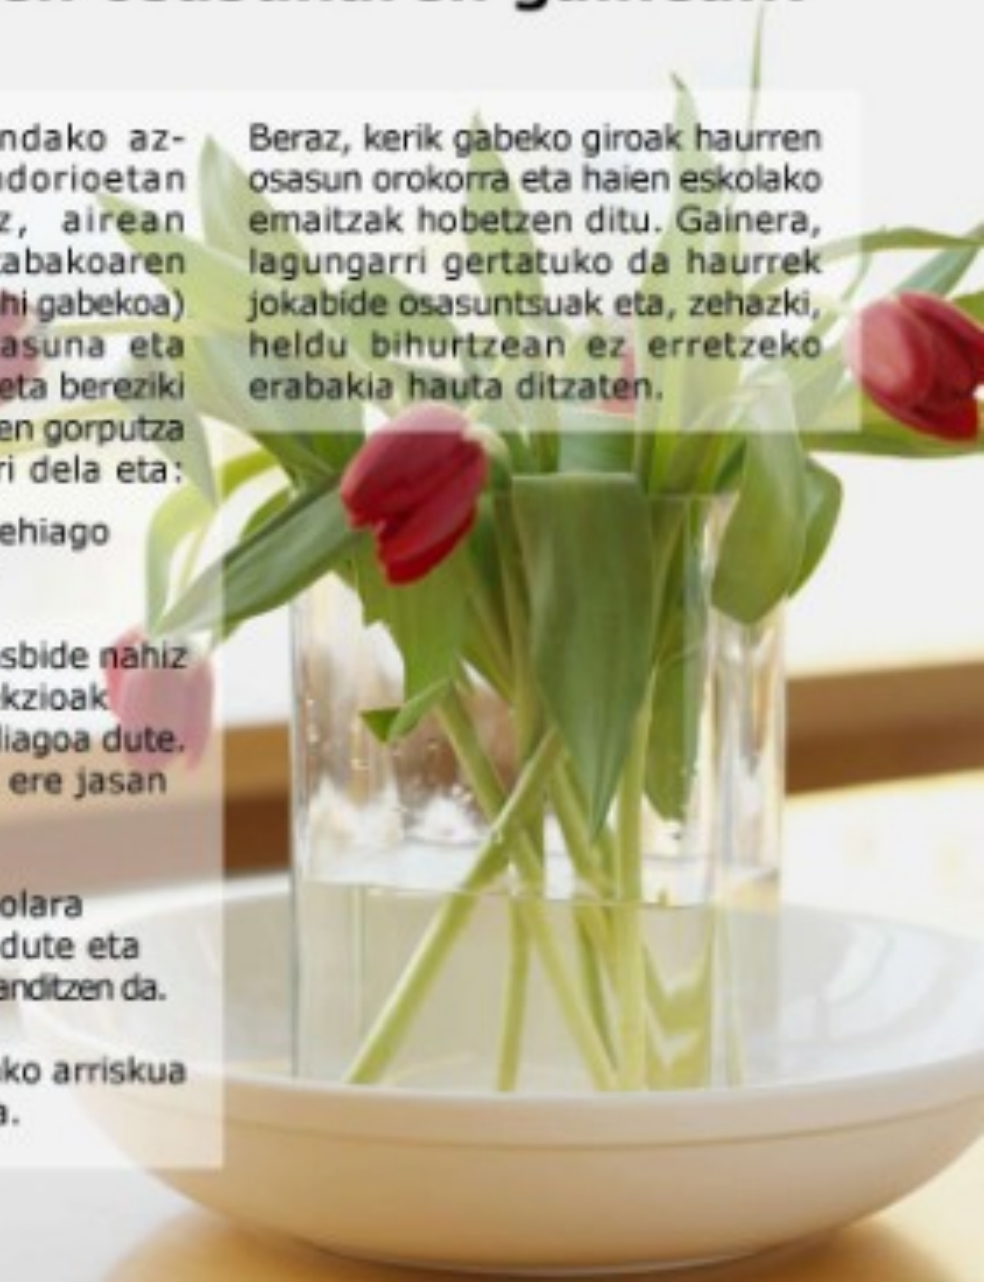 ndako az-
dorioetan
z, airean
tabakoaren
hi gabekoa)
asuna eta
eta bereziki
en gorputza
ri dela eta:
ehiago
sbide nahiz
kzioak
liagoa dute.
ere jasan
olara
dute eta
anditzen da.
ko arriskua
a.
Beraz, kerik gabeko giroak haurren
osasun orokorra eta haien eskolako
emaitzak hobetzen ditu. Gainera,
lagungarri gertatuko da haurrek
jokabide osasuntsuak eta, zehazki,
heldu bihurtzean ez erretzeko
erabakia hauta ditzaten.